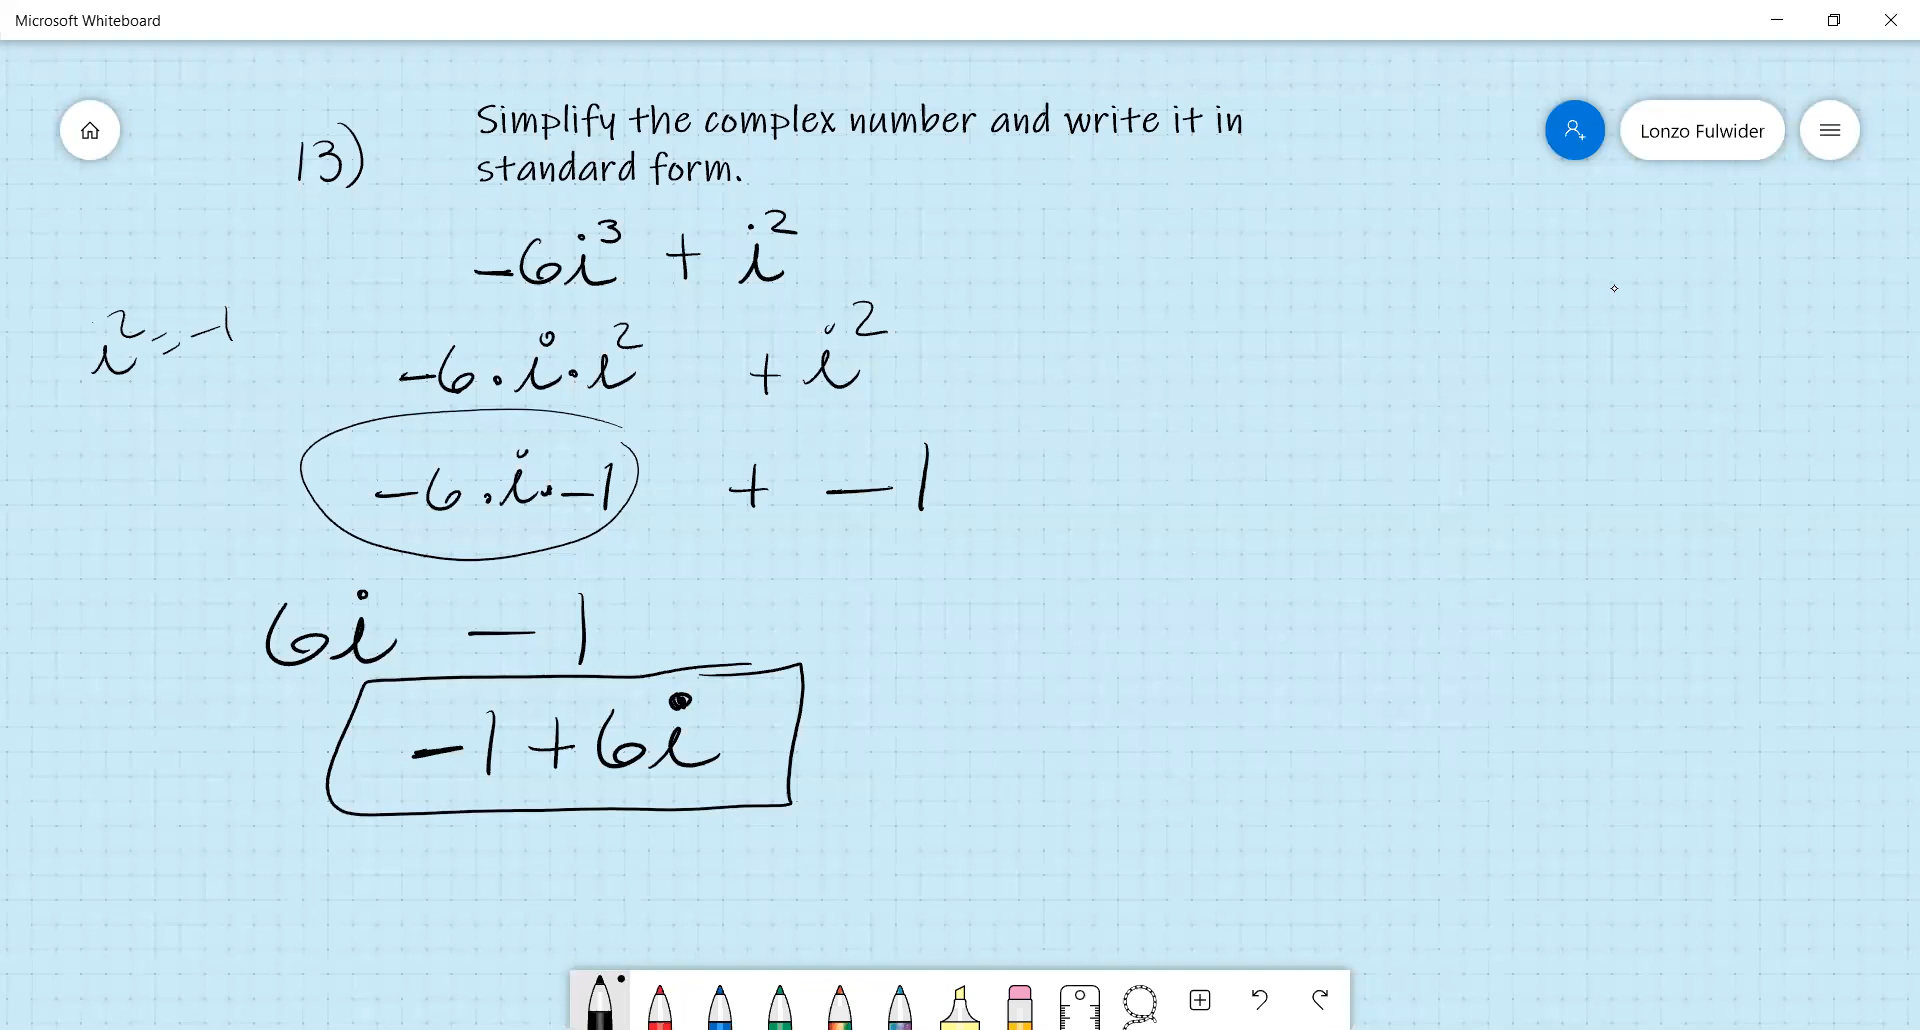 Microsoft Whiteboard
Lonzo Fulwider
13) Simplify the complex number and write it in
standard form.
-6i³ + i²
i² = -1
-6 · i · i² + i²
-6 · i · -1 + -1
6i - 1
-1 + 6i